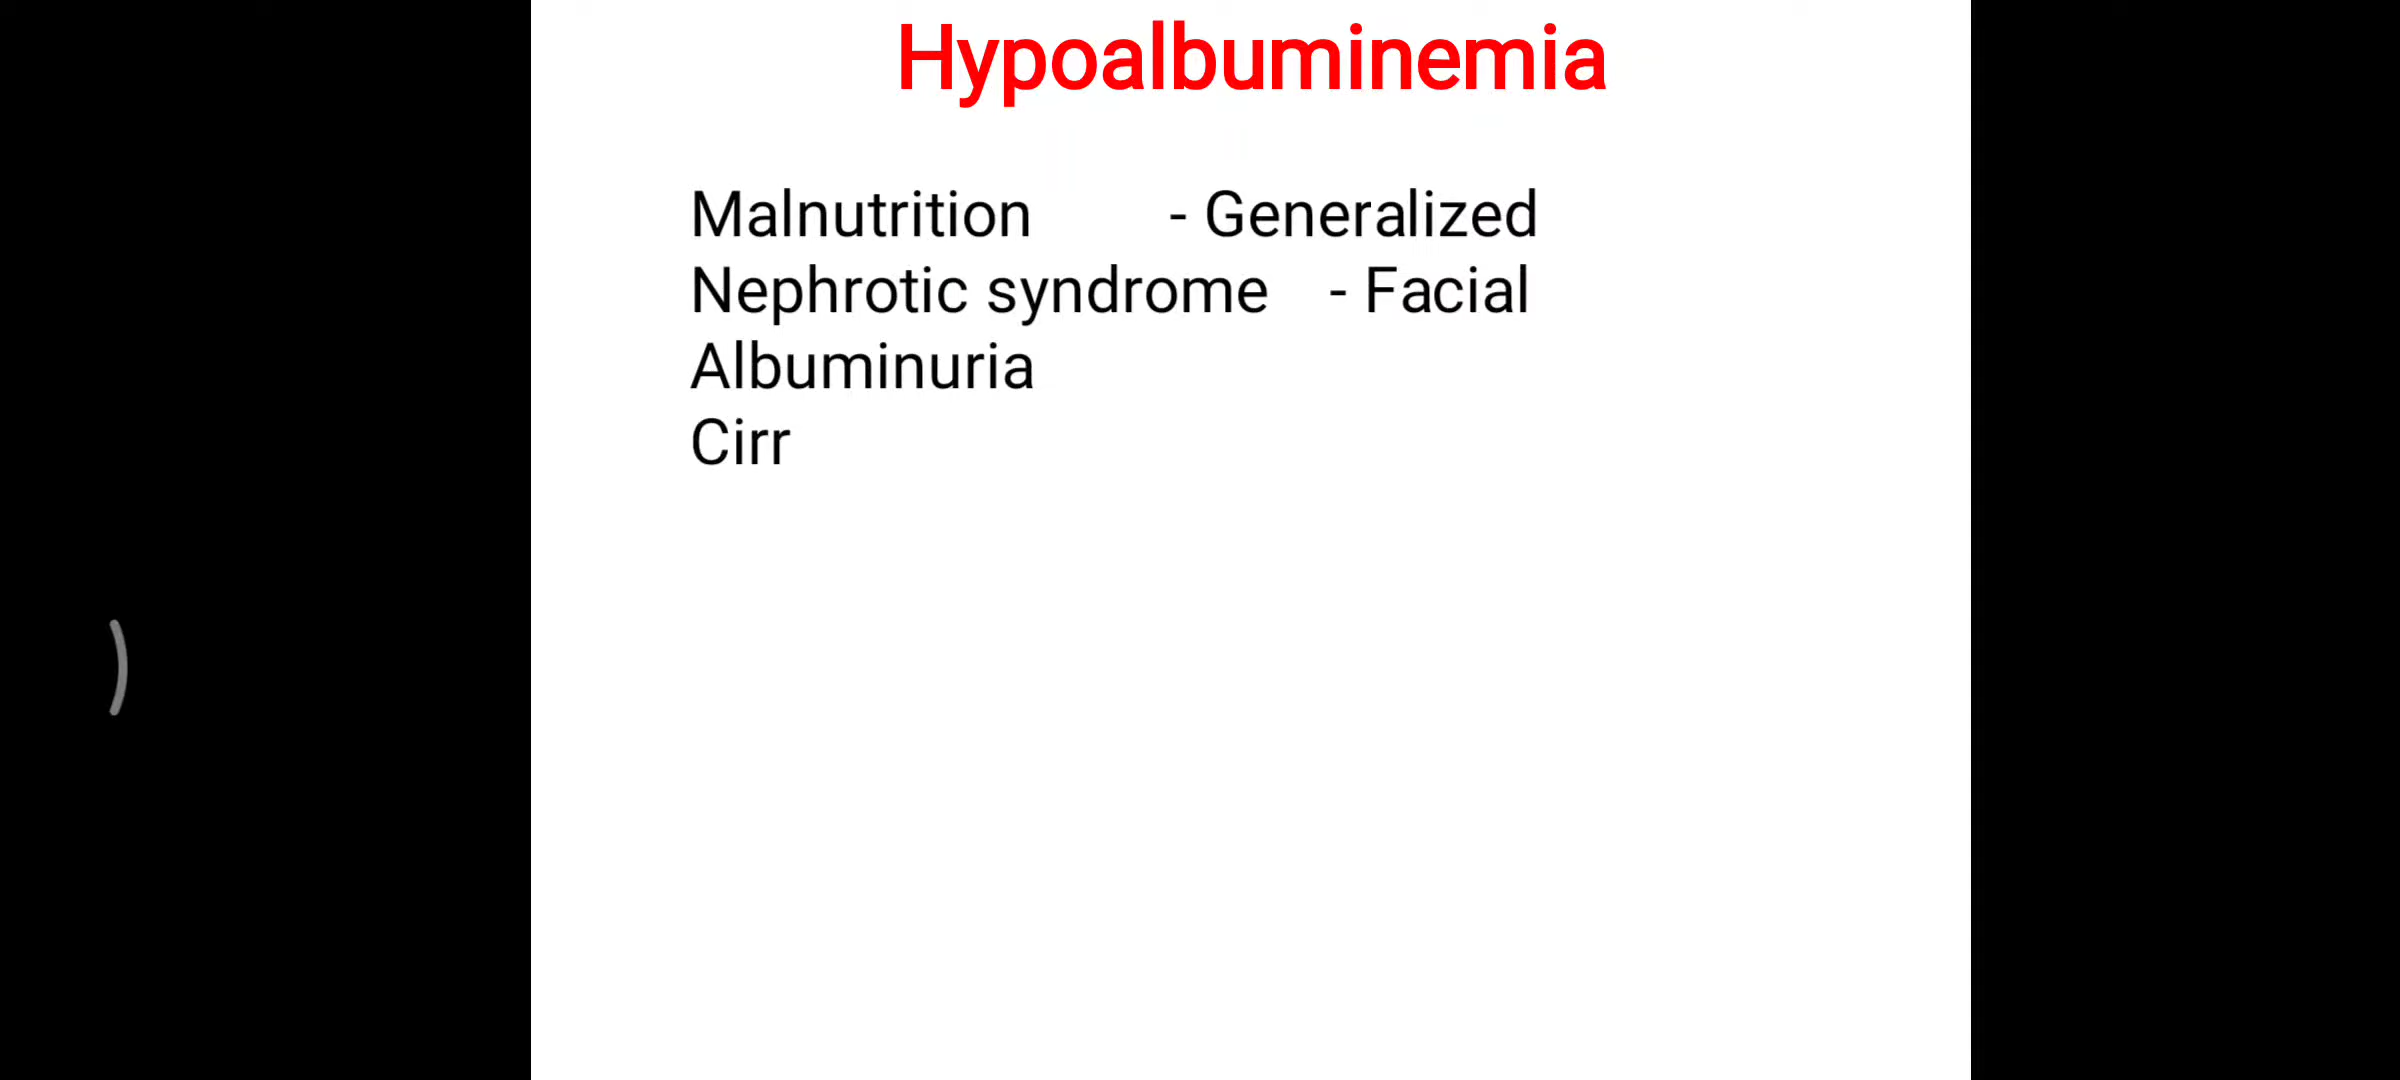 Hypoalbuminemia
Malnutrition - Generalized
Nephrotic syndrome - Facial
Albuminuria
Cirr